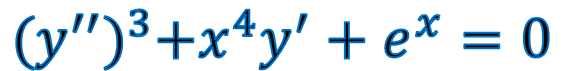 (y′′)³+x⁴y′ + eˣ = 0